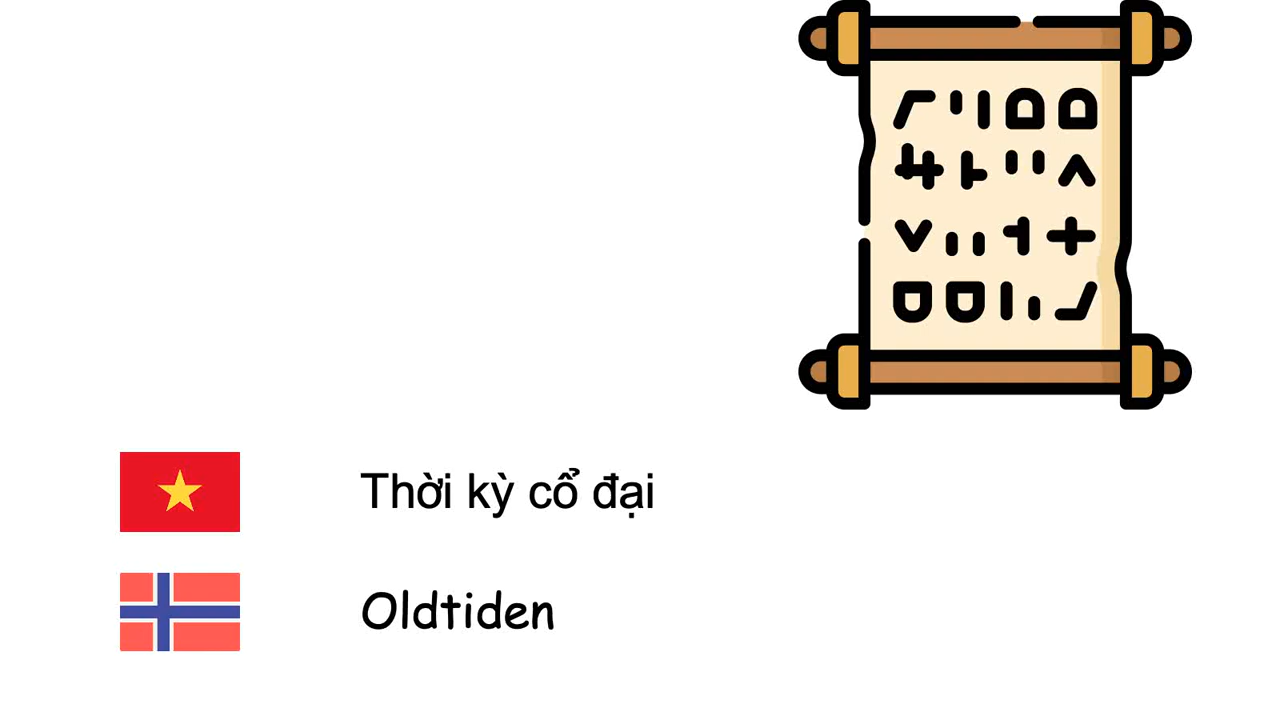 Thời kỳ cổ đại
Oldtiden